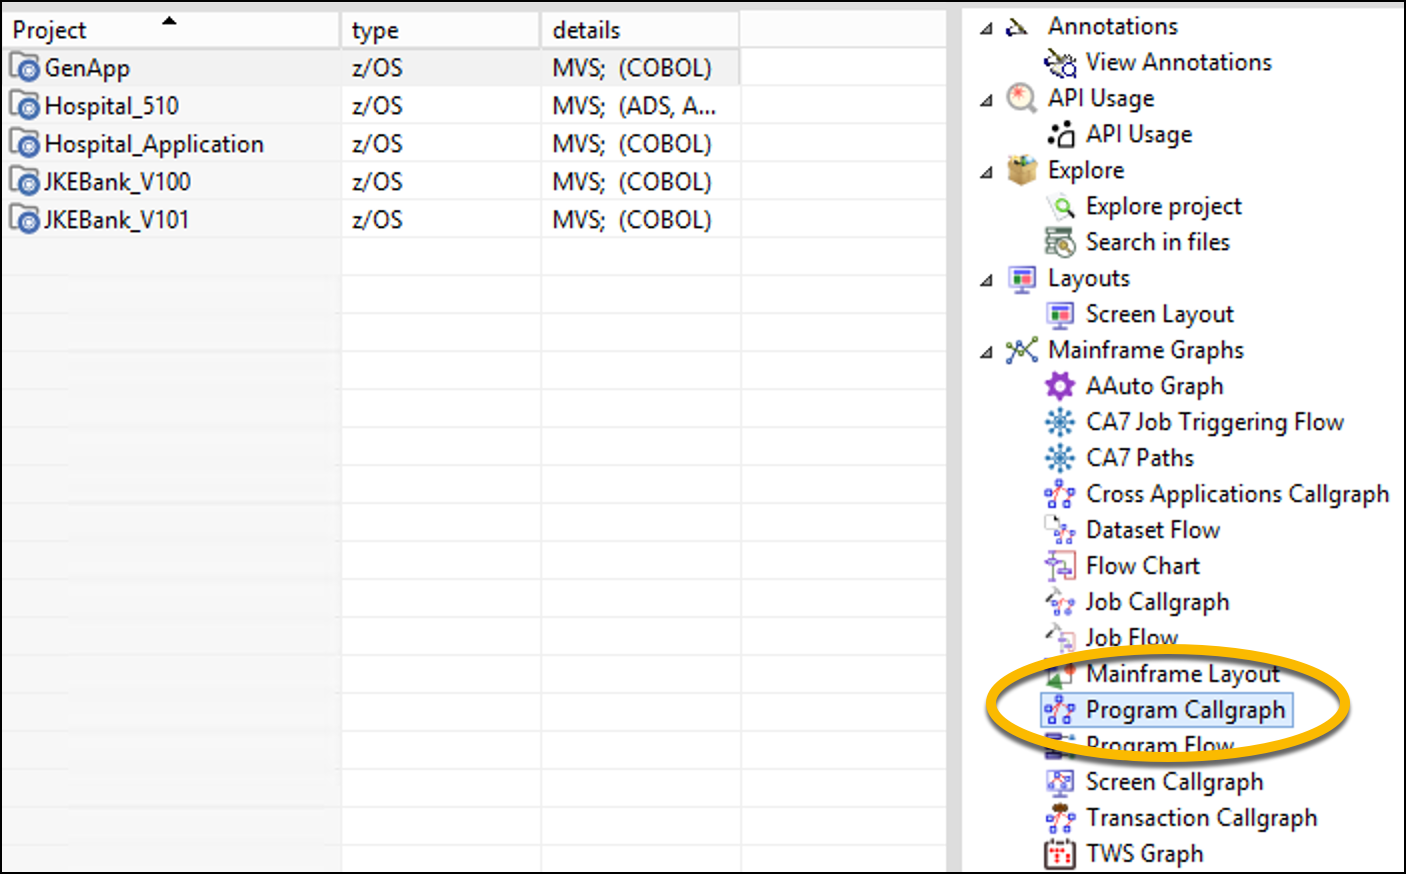 Project type details
GenApp z/OS MVS; (COBOL)
Hospital_510 z/OS MVS; (ADS, A...
Hospital_Application z/OS MVS; (COBOL)
JKEBank_V100 z/OS MVS; (COBOL)
JKEBank_V101 z/OS MVS; (COBOL)
Annotations
View Annotations
API Usage
API Usage
Explore
Explore project
Search in files
Layouts
Screen Layout
Mainframe Graphs
AAuto Graph
CA7 Job Triggering Flow
CA7 Paths
Cross Applications Callgraph
Dataset Flow
Flow Chart
Job Callgraph
Job Flow
Mainframe Layout
Program Callgraph
Program Flow
Screen Callgraph
Transaction Callgraph
TWS Graph